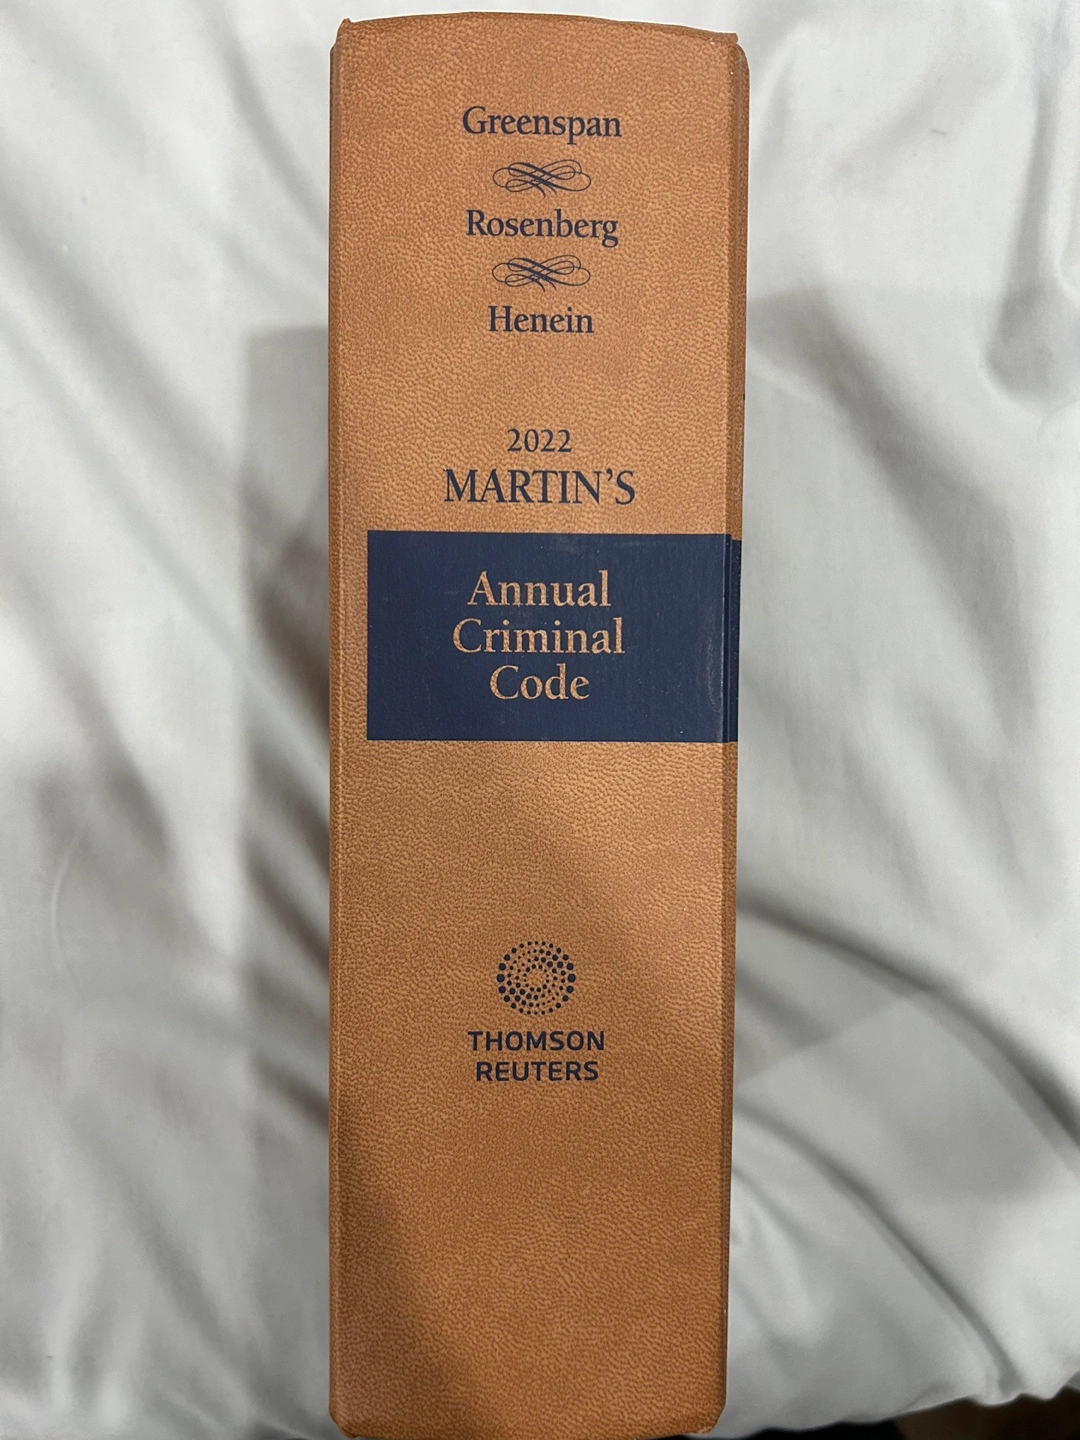 Greenspan
Rosenberg
Henein
2022
MARTIN'S
Annual
Criminal
Code
THOMSON
REUTERS